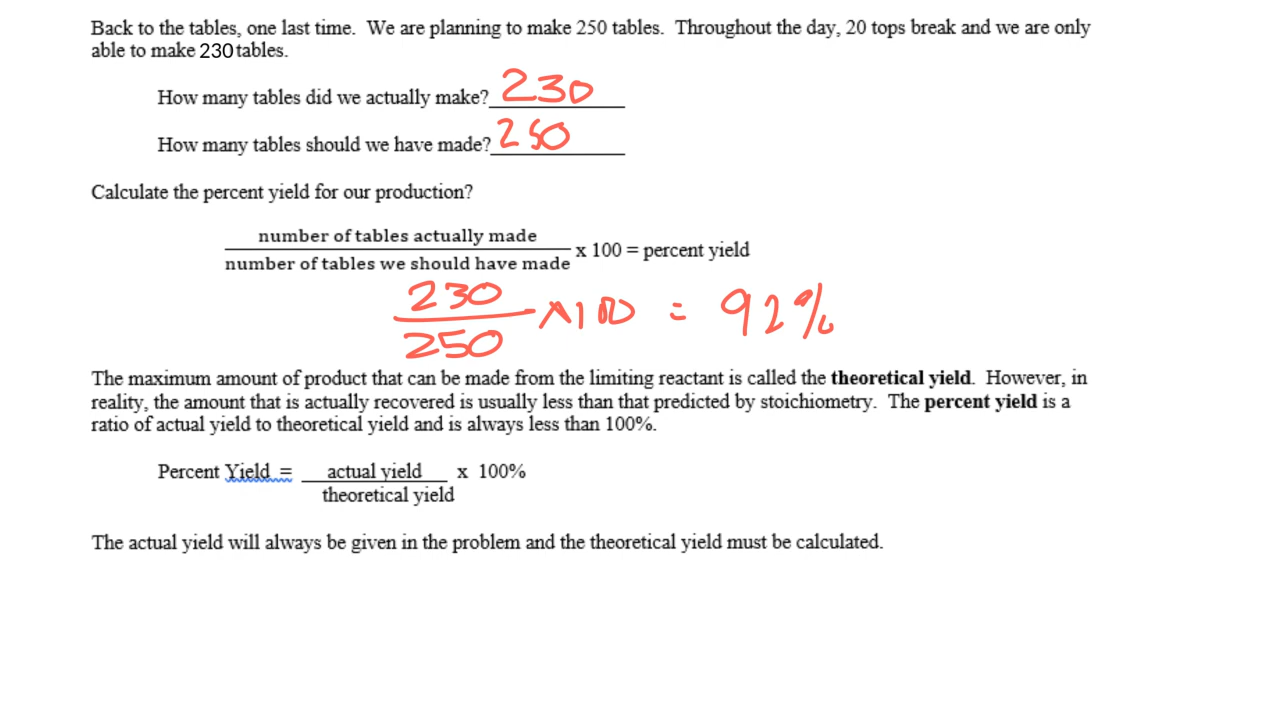 Back to the tables, one last time. We are planning to make 250 tables. Throughout the day, 20 tops break and we are only
able to make 230 tables.
How many tables did we actually make? 230
How many tables should we have made? 250
Calculate the percent yield for our production?
number of tables actually made
x 100 = percent yield
number of tables we should have made
230
x100 = 92%
250
The maximum amount of product that can be made from the limiting reactant is called the theoretical yield. However, in
reality, the amount that is actually recovered is usually less than that predicted by stoichiometry. The percent yield is a
ratio of actual yield to theoretical yield and is always less than 100%.
Percent Yield = actual yield x 100%
theoretical yield
The actual yield will always be given in the problem and the theoretical yield must be calculated.